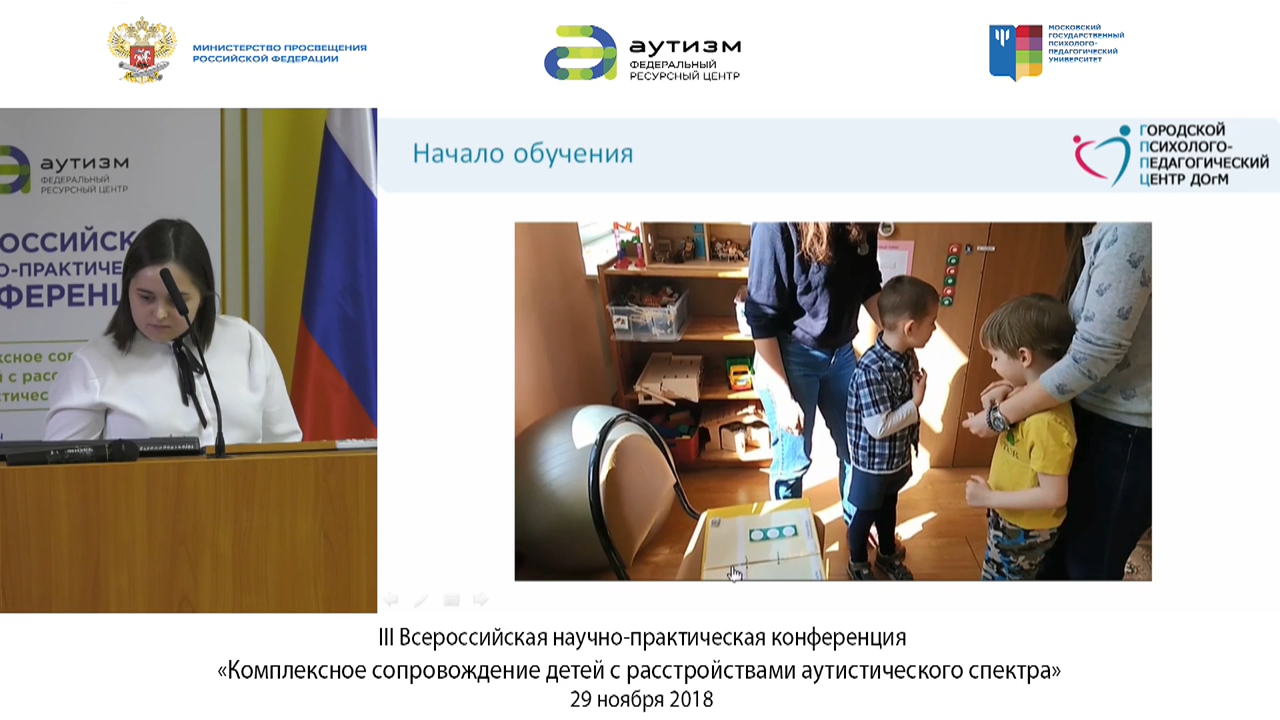 МИНИСТЕРСТВО ПРОСВЕЩЕНИЯ
РОССИЙСКОЙ ФЕДЕРАЦИИ
аутизм
ФЕДЕРАЛЬНЫЙ
РЕСУРСНЫЙ ЦЕНТР
МОСКОВСКИЙ
ГОСУДАРСТВЕННЫЙ
ПСИХОЛОГО-
ПЕДАГОГИЧЕСКИЙ
УНИВЕРСИТЕТ
аутизм
ФЕДЕРАЛЬНЫЙ
РЕСУРСНЫЙ ЦЕНТР
ОССИЙСК
О-ПРАКТИЧЕ
ФЕРЕНЦ
Начало обучения
ГОРОДСКОЙ
ПСИХОЛОГО-
ПЕДАГОГИЧЕСКИЙ
ЦЕНТР ДОгМ
III Всероссийская научно-практическая конференция
«Комплексное сопровождение детей с расстройствами аутистического спектра»
29 ноября 2018